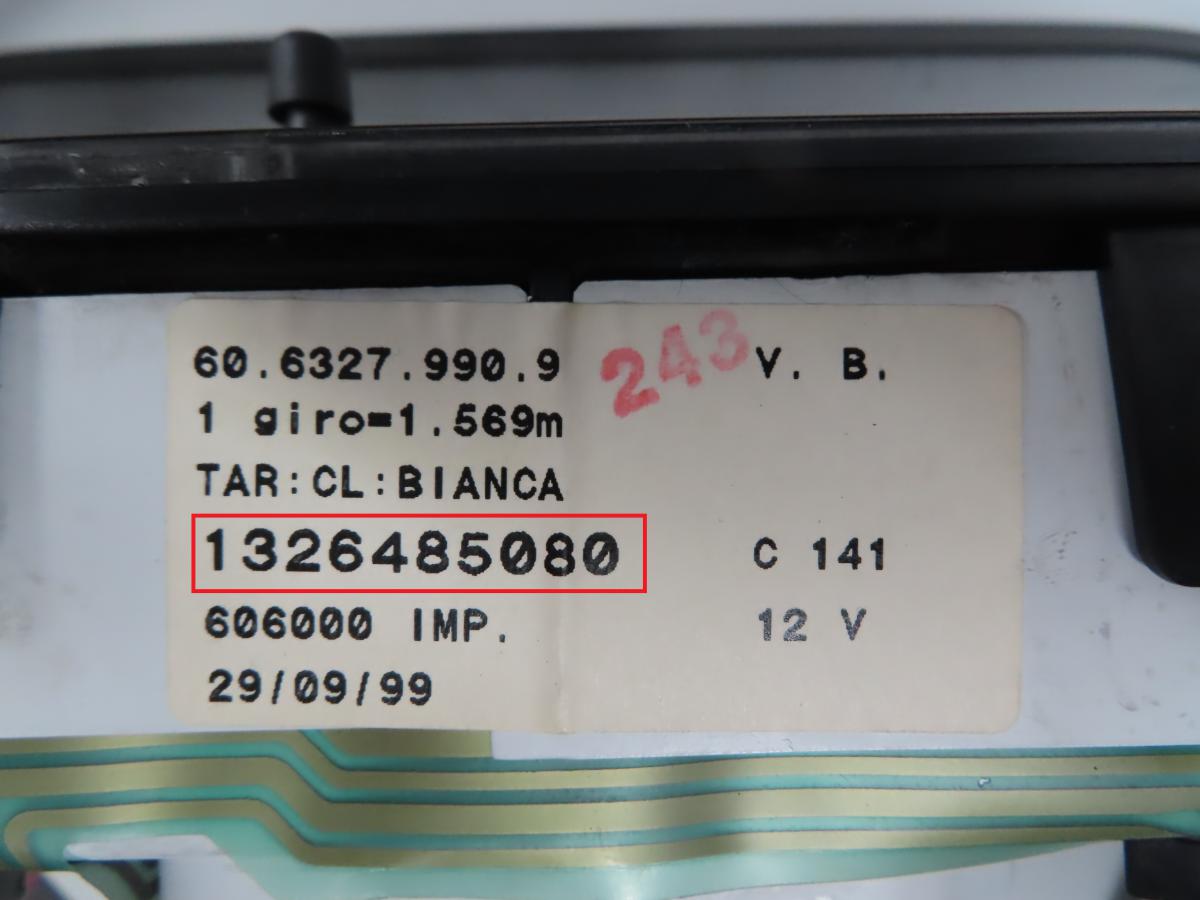 60.6327.990.9 243 V. B.
1 giro=1.569m
TAR:CL:BIANCA
1326485080 C 141
606000 IMP. 12 V
29/09/99